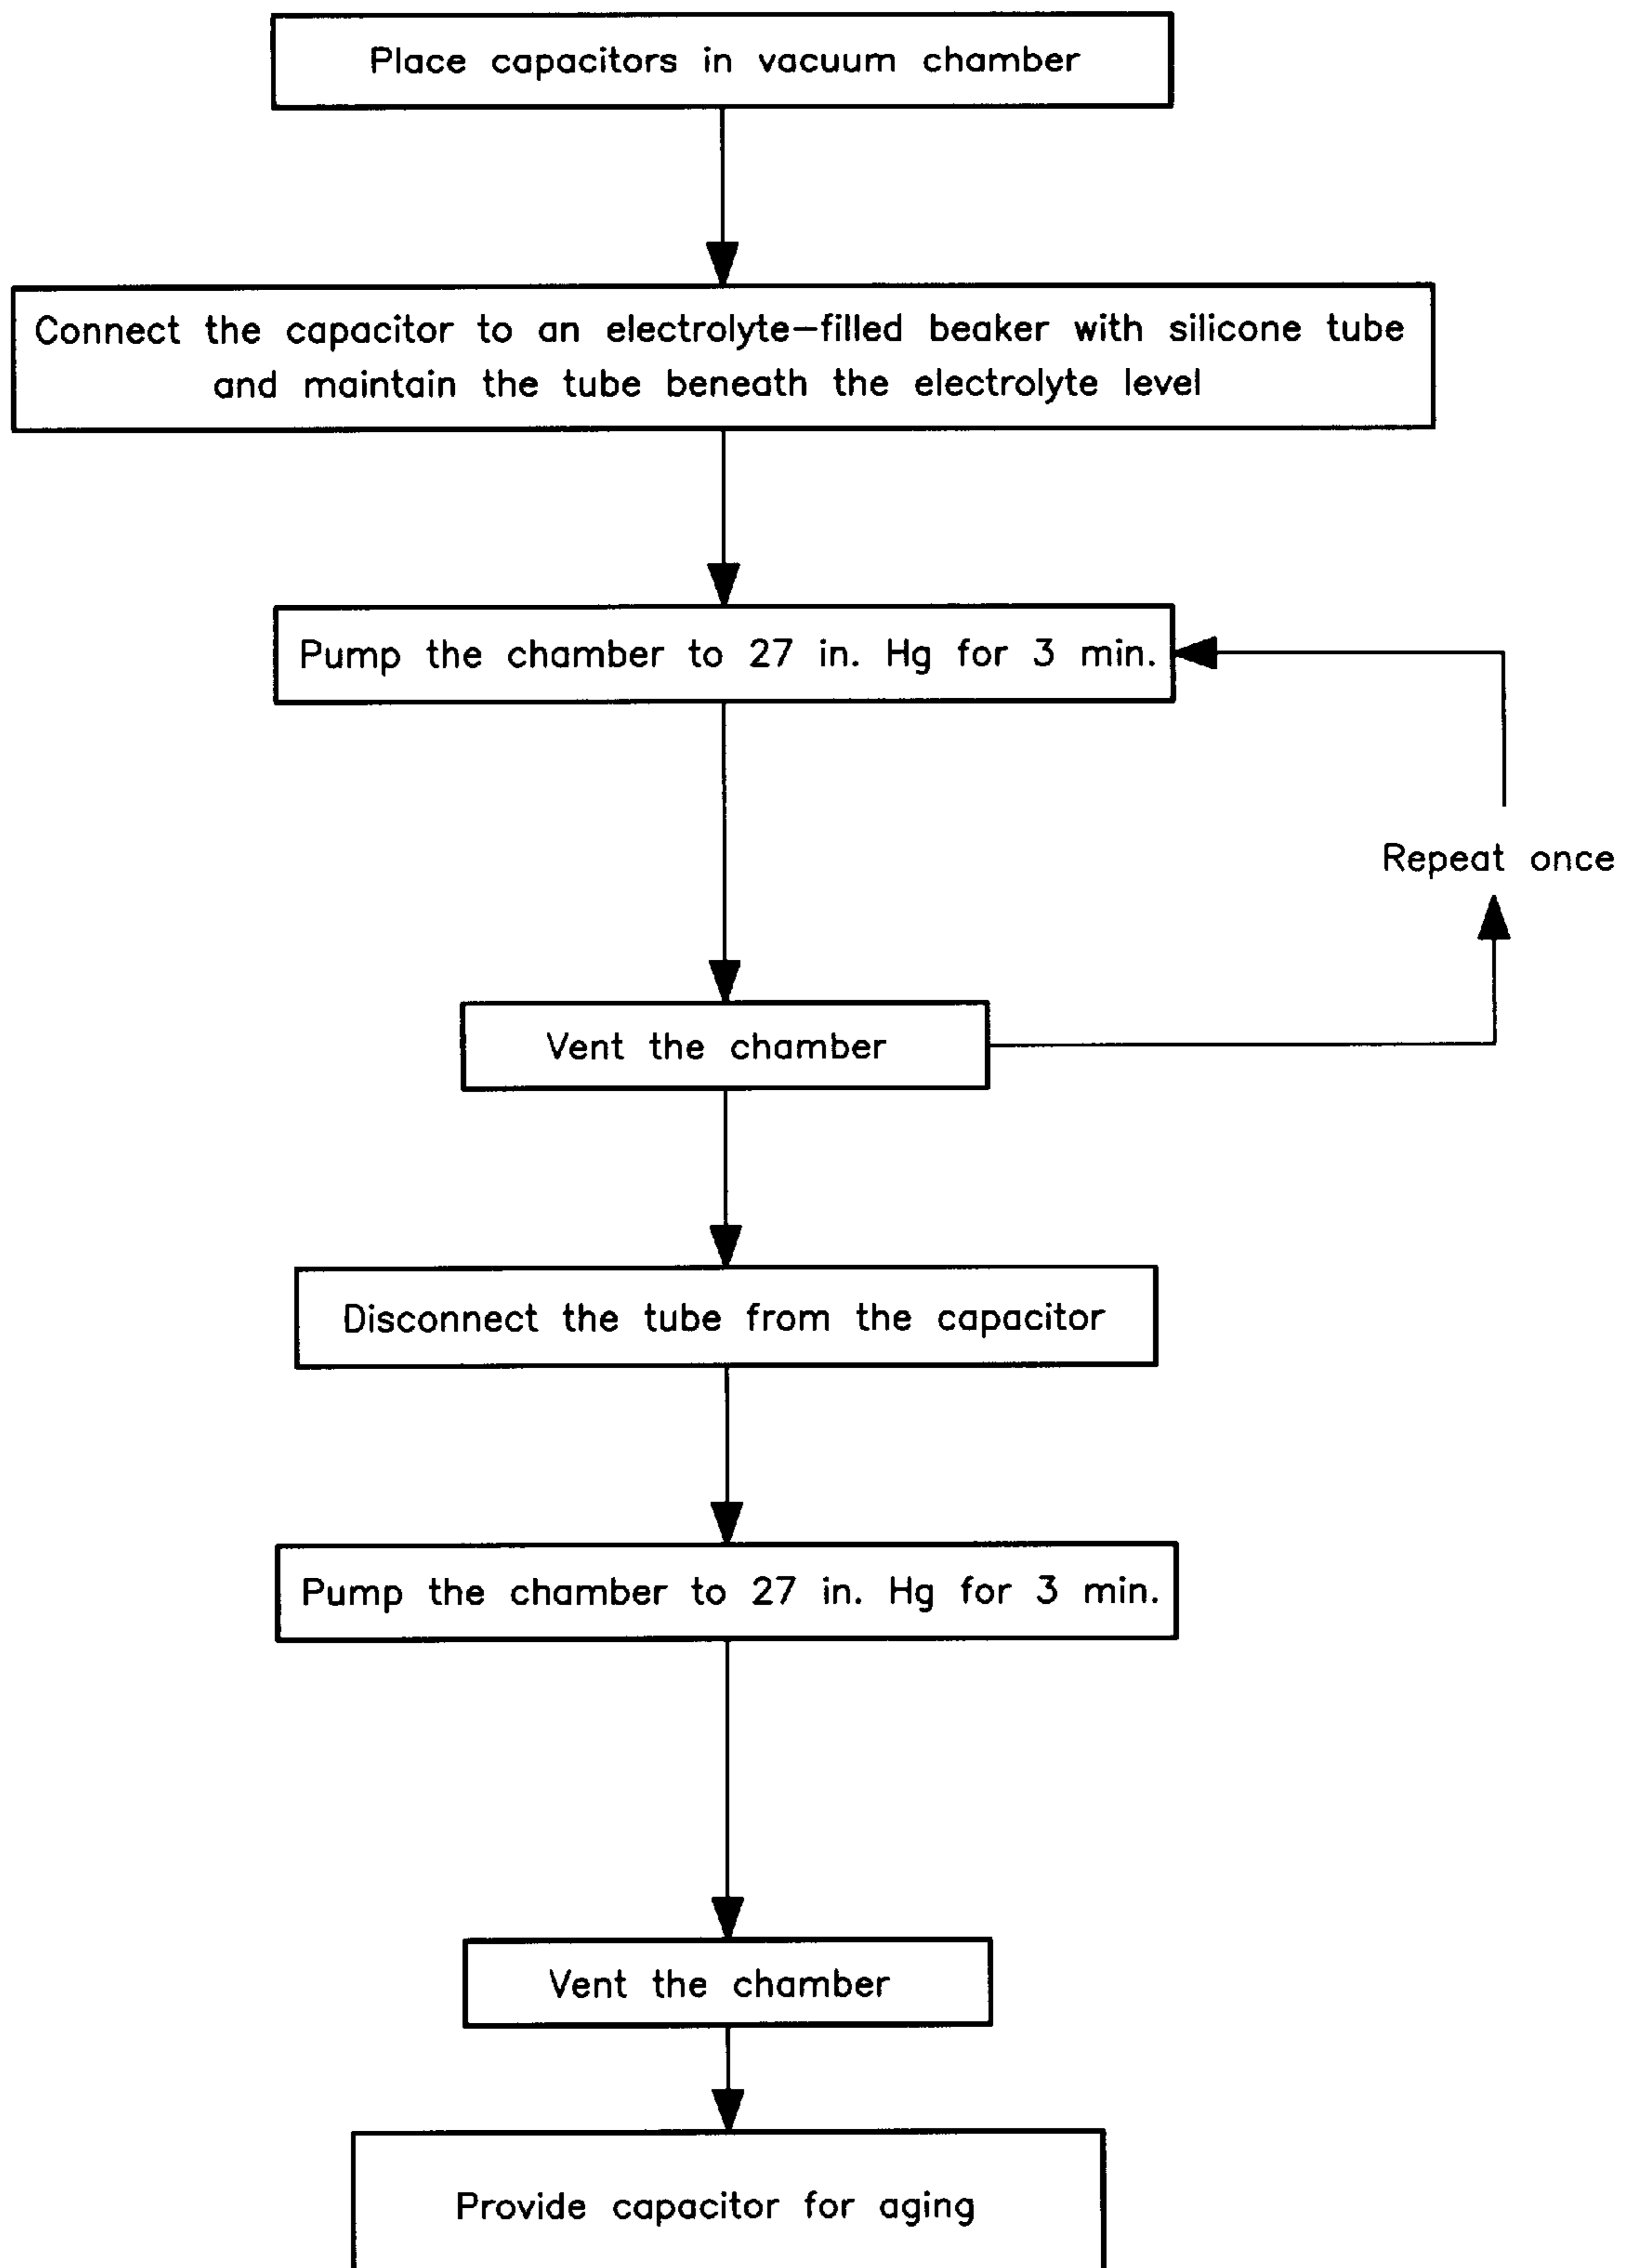 Place capacitors in vacuum chamber
Connect the capacitor to an electrolyte-filled beaker with silicone tube
and maintain the tube beneath the electrolyte level
Pump the chamber to 27 in. Hg for 3 min.
Repeat once
Vent the chamber
Disconnect the tube from the capacitor
Pump the chamber to 27 in. Hg for 3 min.
Vent the chamber
Provide capacitor for aging